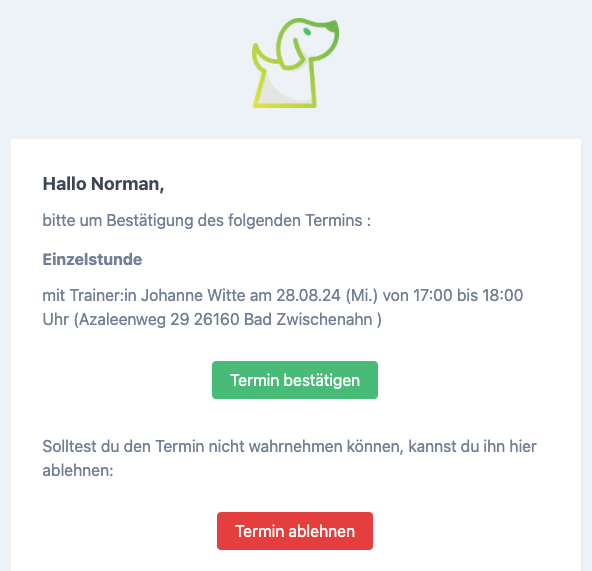 Hallo Norman,
bitte um Bestätigung des folgenden Termins :
Einzelstunde
mit Trainer:in Johanne Witte am 28.08.24 (Mi.) von 17:00 bis 18:00
Uhr (Azaleenweg 29 26160 Bad Zwischenahn )
Termin bestätigen
Solltest du den Termin nicht wahrnehmen können, kannst du ihn hier
ablehnen:
Termin ablehnen